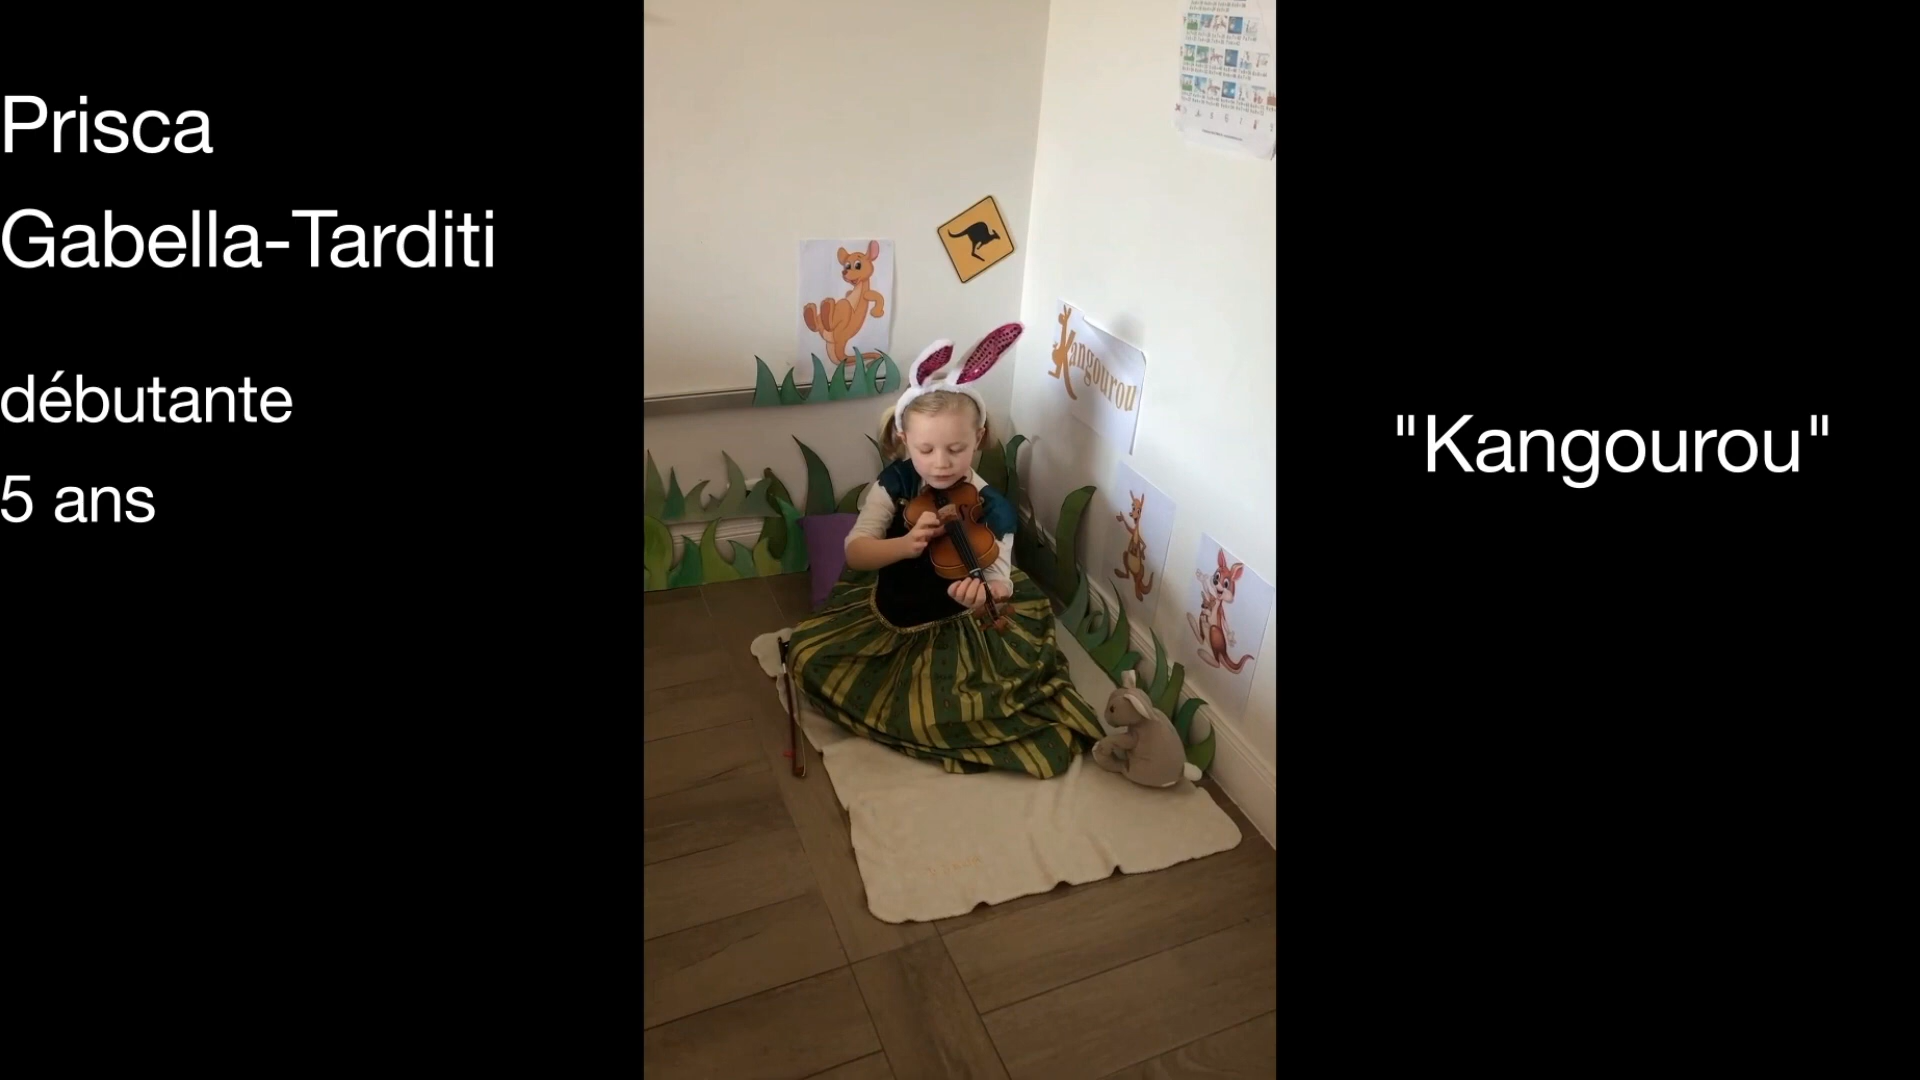 Prisca
Gabella-Tarditi
débutante
5 ans
Kangourou
"Kangourou"